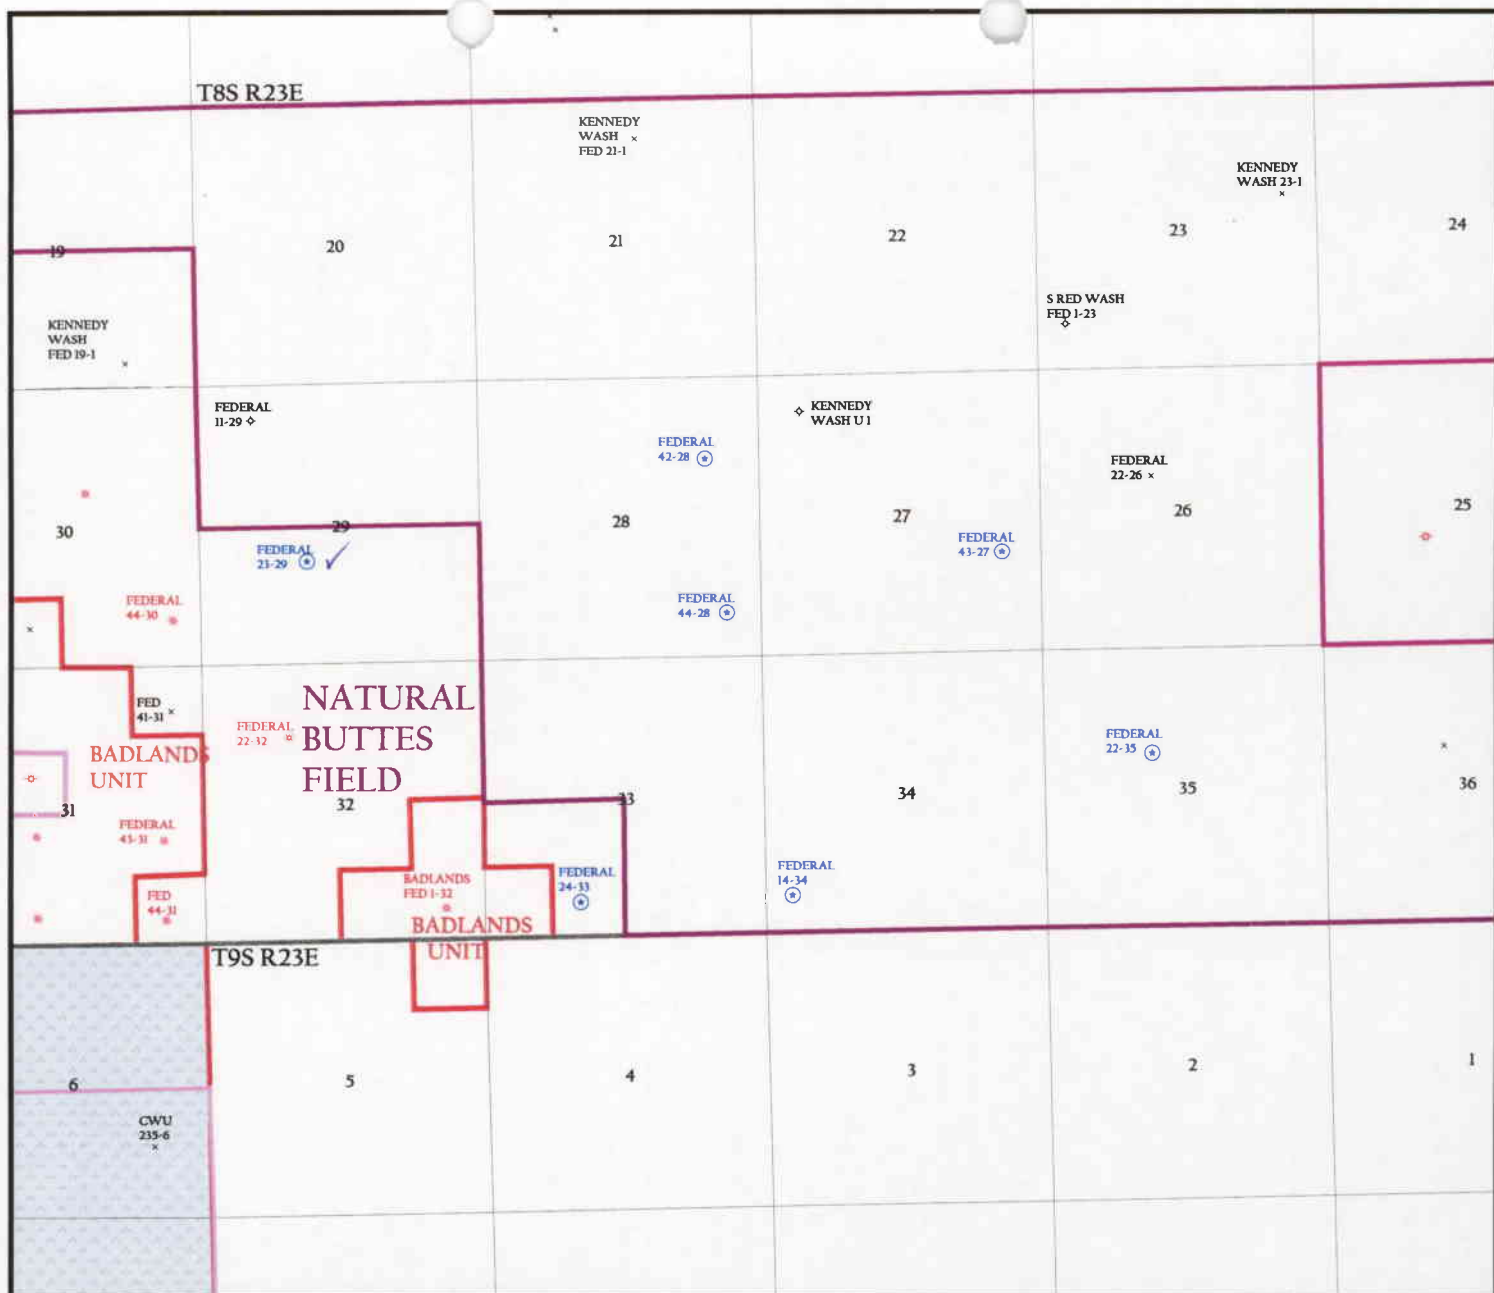 T8S R23E
KENNEDY
WASH
FED 21-1
KENNEDY
WASH 23-1
19
20
21
22
23
24
KENNEDY
WASH
FED 19-1
S RED WASH
FED 1-23
FEDERAL
11-29
KENNEDY
WASH U 1
FEDERAL
42-28
FEDERAL
22-26
30
29
28
27
26
25
FEDERAL
23-29
FEDERAL
43-27
FEDERAL
44-30
FEDERAL
44-28
FED
41-31
FEDERAL
22-32
NATURAL
BUTTES
FIELD
FEDERAL
22-35
BADLANDS
UNIT
31
32
33
34
35
36
FEDERAL
43-31
FED
44-31
BADLANDS
FED 1-32
FEDERAL
24-33
FEDERAL
14-34
BADLANDS
UNIT
T9S R23E
6
5
4
3
2
1
CWU
235-6